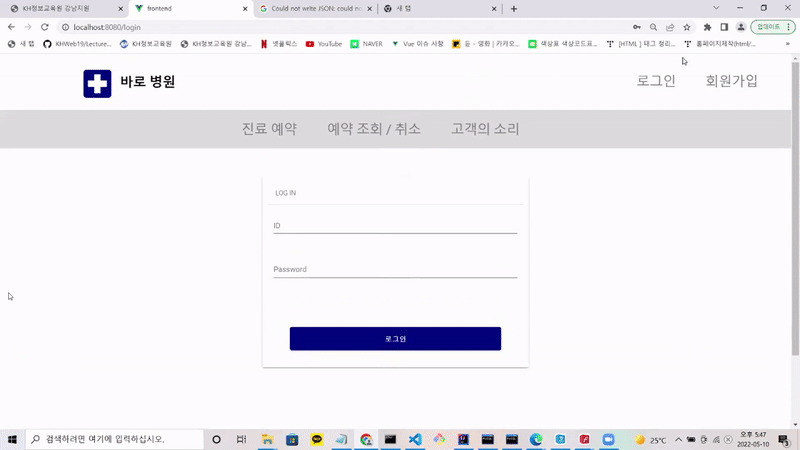 KH정보교육원 강남지원
frontend
Could not write JSON: could no
새 탭
localhost:8080/login
업데이트
새 탭
KHWeb19/Lecture...
KH정보교육원
KH정보교육원 강남...
넷플릭스
YouTube
NAVER
Vue 이슈 사항
듄 - 영화 | 카카오...
색상표 색상코드표...
[HTML ] 태그 정리...
홈페이지제작(html/...
바로 병원
로그인
회원가입
진료 예약
예약 조회 / 취소
고객의 소리
LOG IN
ID
Password
로그인
검색하려면 여기에 입력하십시오.
25°C
오후 5:47
2022-05-10